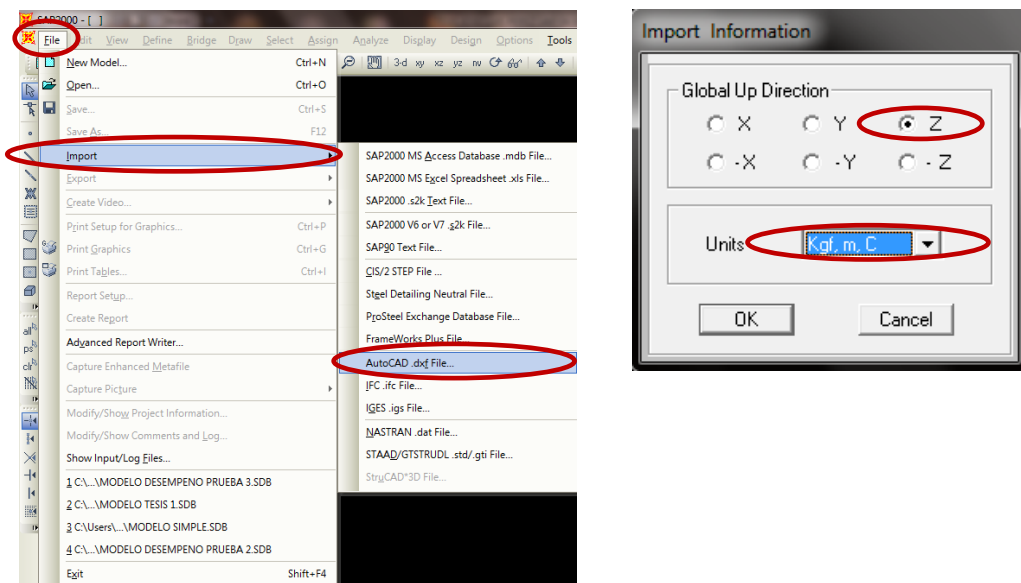 SAP2000 - [ ]
File Edit View Define Bridge Draw Select Assign Analyze Display Design Options Tools
New Model... Ctrl+N
3-d xy xz yz nv
Open... Ctrl+O
Save... Ctrl+S
Save As... F12
Import
Export
Create Video...
Print Setup for Graphics... Ctrl+P
Print Graphics Ctrl+G
Print Tables... Ctrl+I
Report Setup...
Create Report
Advanced Report Writer...
Capture Enhanced Metafile
Capture Picture
Modify/Show Project Information...
Modify/Show Comments and Log...
Show Input/Log Files...
1 C:\...\MODELO DESEMPENO PRUEBA 3.SDB
2 C:\...\MODELO TESIS 1.SDB
3 C:\Users\...\MODELO SIMPLE.SDB
4 C:\...\MODELO DESEMPENO PRUEBA 2.SDB
Exit Shift+F4
all
ps
clr
SAP2000 MS Access Database .mdb File...
SAP2000 MS Excel Spreadsheet .xls File...
SAP2000 .s2k Text File...
SAP2000 V6 or V7 .s2k File...
SAP90 Text File...
CIS/2 STEP File ...
Steel Detailing Neutral File...
ProSteel Exchange Database File...
FrameWorks Plus File...
AutoCAD .dxf File...
IFC .ifc File...
IGES .igs File...
NASTRAN .dat File...
STAAD/GTSTRUDL .std/.gti File...
StruCAD*3D File...
Import Information
Global Up Direction
X Y Z
-X -Y - Z
Units Kgf, m, C
OK Cancel